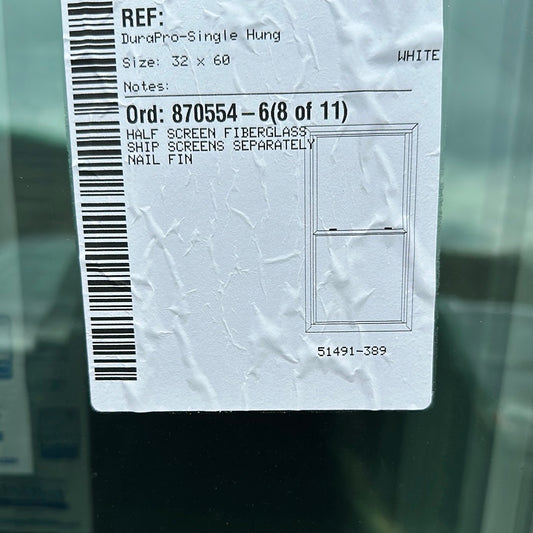 REF:
DuraPro-Single Hung
Size: 32 x 60
WHITE
Notes:
Ord: 870554-6(8 of 11)
HALF SCREEN FIBERGLASS
SHIP SCREENS SEPARATELY
NAIL FIN
51491-389